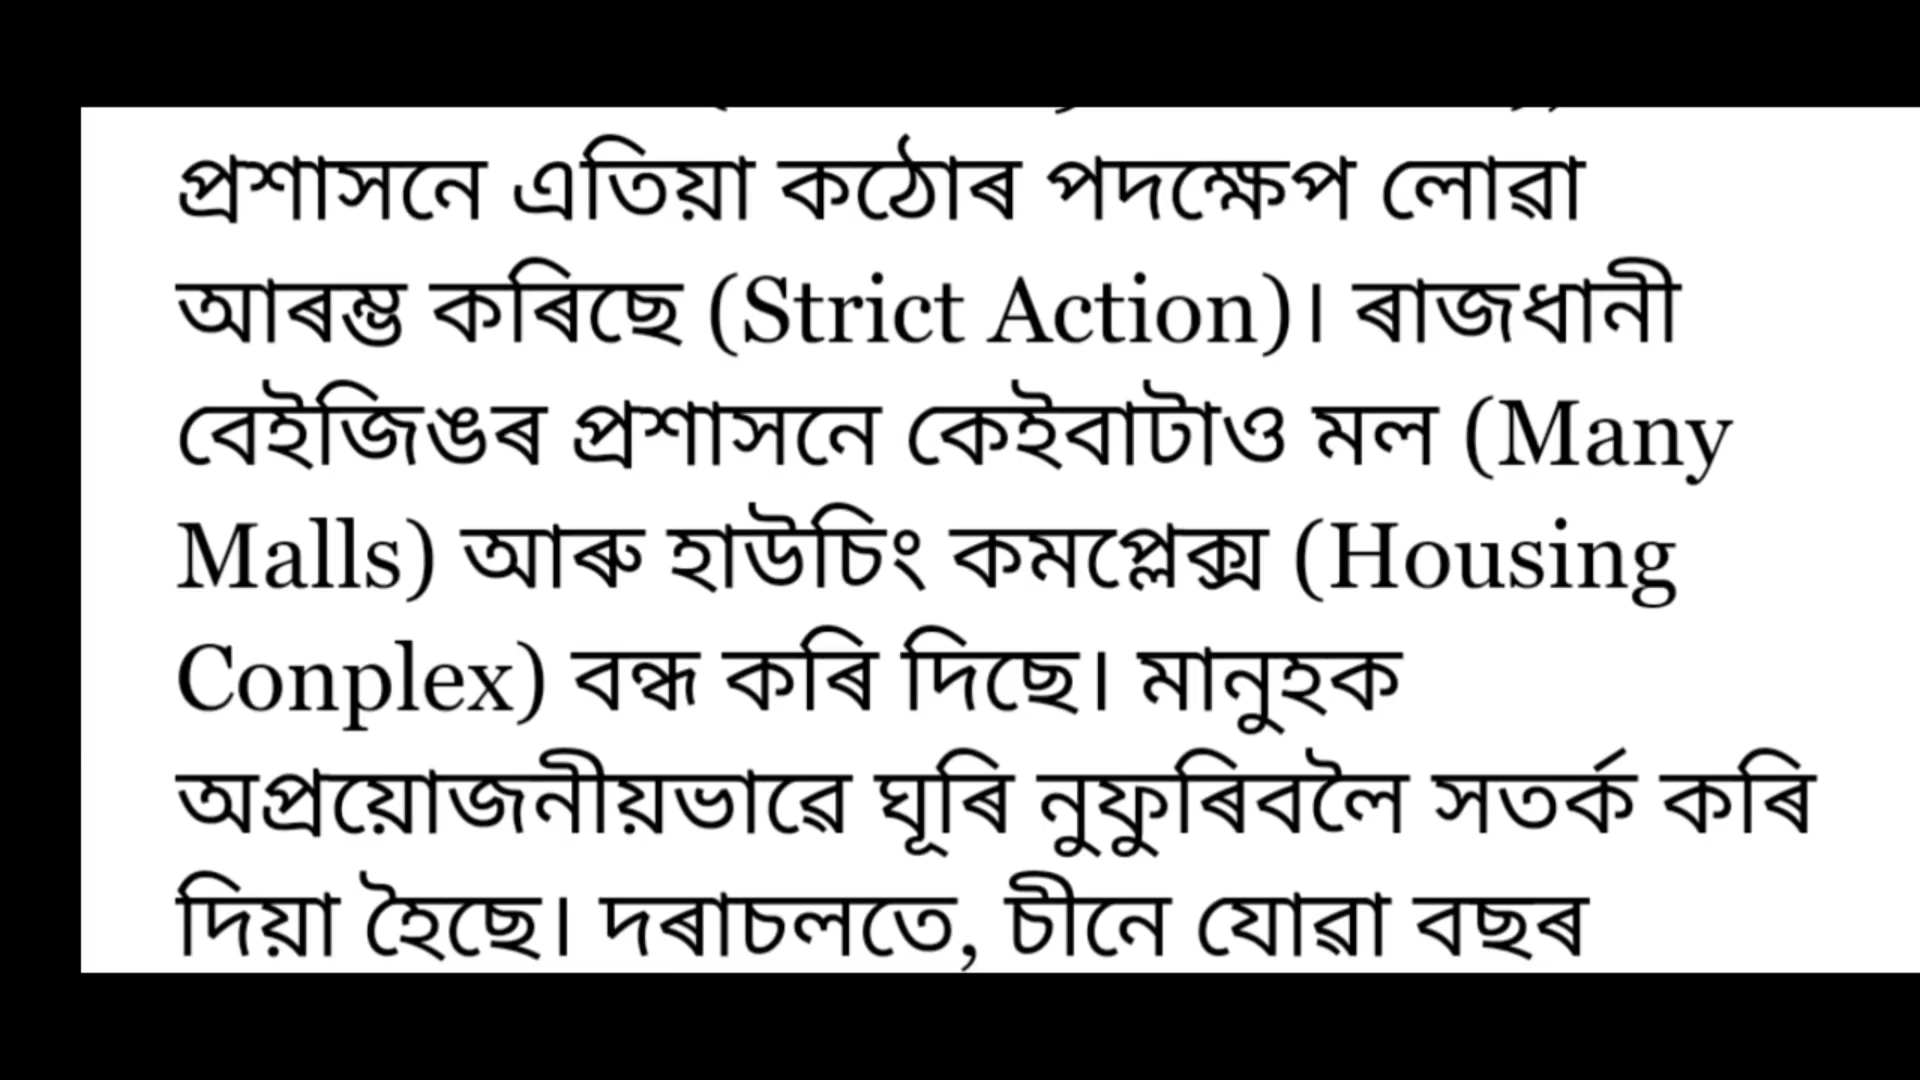 প্ৰশাসনে এতিয়া কঠোৰ পদক্ষেপ লোৱা
আৰম্ভ কৰিছে (Strict Action)। ৰাজধানী
বেইজিঙৰ প্ৰশাসনে কেইবাটাও মল (Many
Malls) আৰু হাউচিং কমপ্লেক্স (Housing
Conplex) বন্ধ কৰি দিছে। মানুহক
অপ্ৰয়োজনীয়ভাৱে ঘূৰি নুফুৰিবলৈ সতৰ্ক কৰি
দিয়া হৈছে। দৰাচলতে, চীনে যোৱা বছৰ